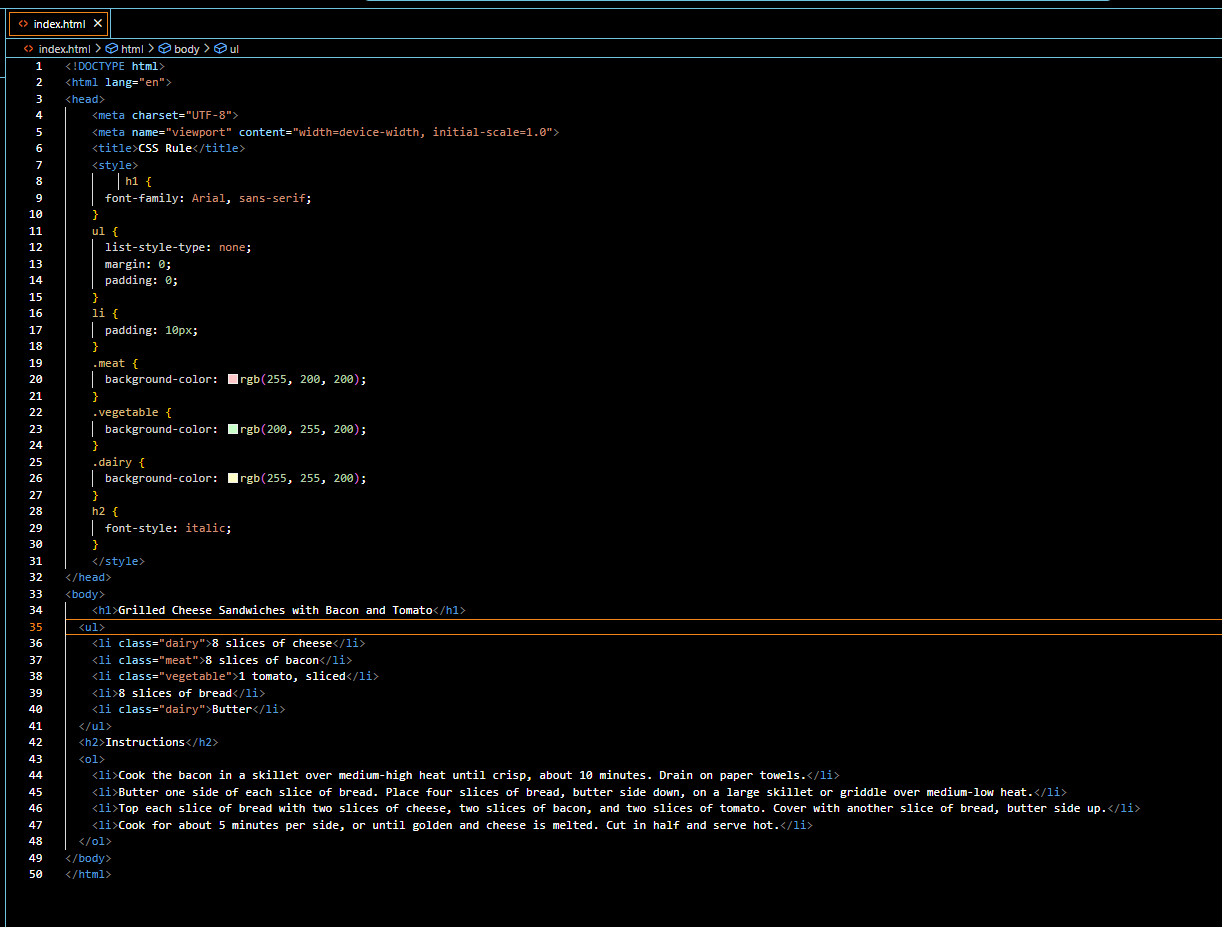 index.html ×
index.html > html > body > ul
1 <!DOCTYPE html>
2 <html lang="en">
3 <head>
4     <meta charset="UTF-8">
5     <meta name="viewport" content="width=device-width, initial-scale=1.0">
6     <title>CSS Rule</title>
7     <style>
8         h1 {
9       font-family: Arial, sans-serif;
10     }
11     ul {
12       list-style-type: none;
13       margin: 0;
14       padding: 0;
15     }
16     li {
17       padding: 10px;
18     }
19     .meat {
20       background-color: rgb(255, 200, 200);
21     }
22     .vegetable {
23       background-color: rgb(200, 255, 200);
24     }
25     .dairy {
26       background-color: rgb(255, 255, 200);
27     }
28     h2 {
29       font-style: italic;
30     }
31     </style>
32 </head>
33 <body>
34     <h1>Grilled Cheese Sandwiches with Bacon and Tomato</h1>
35   <ul>
36     <li class="dairy">8 slices of cheese</li>
37     <li class="meat">8 slices of bacon</li>
38     <li class="vegetable">1 tomato, sliced</li>
39     <li>8 slices of bread</li>
40     <li class="dairy">Butter</li>
41   </ul>
42   <h2>Instructions</h2>
43   <ol>
44     <li>Cook the bacon in a skillet over medium-high heat until crisp, about 10 minutes. Drain on paper towels.</li>
45     <li>Butter one side of each slice of bread. Place four slices of bread, butter side down, on a large skillet or griddle over medium-low heat.</li>
46     <li>Top each slice of bread with two slices of cheese, two slices of bacon, and two slices of tomato. Cover with another slice of bread, butter side up.</li>
47     <li>Cook for about 5 minutes per side, or until golden and cheese is melted. Cut in half and serve hot.</li>
48   </ol>
49 </body>
50 </html>